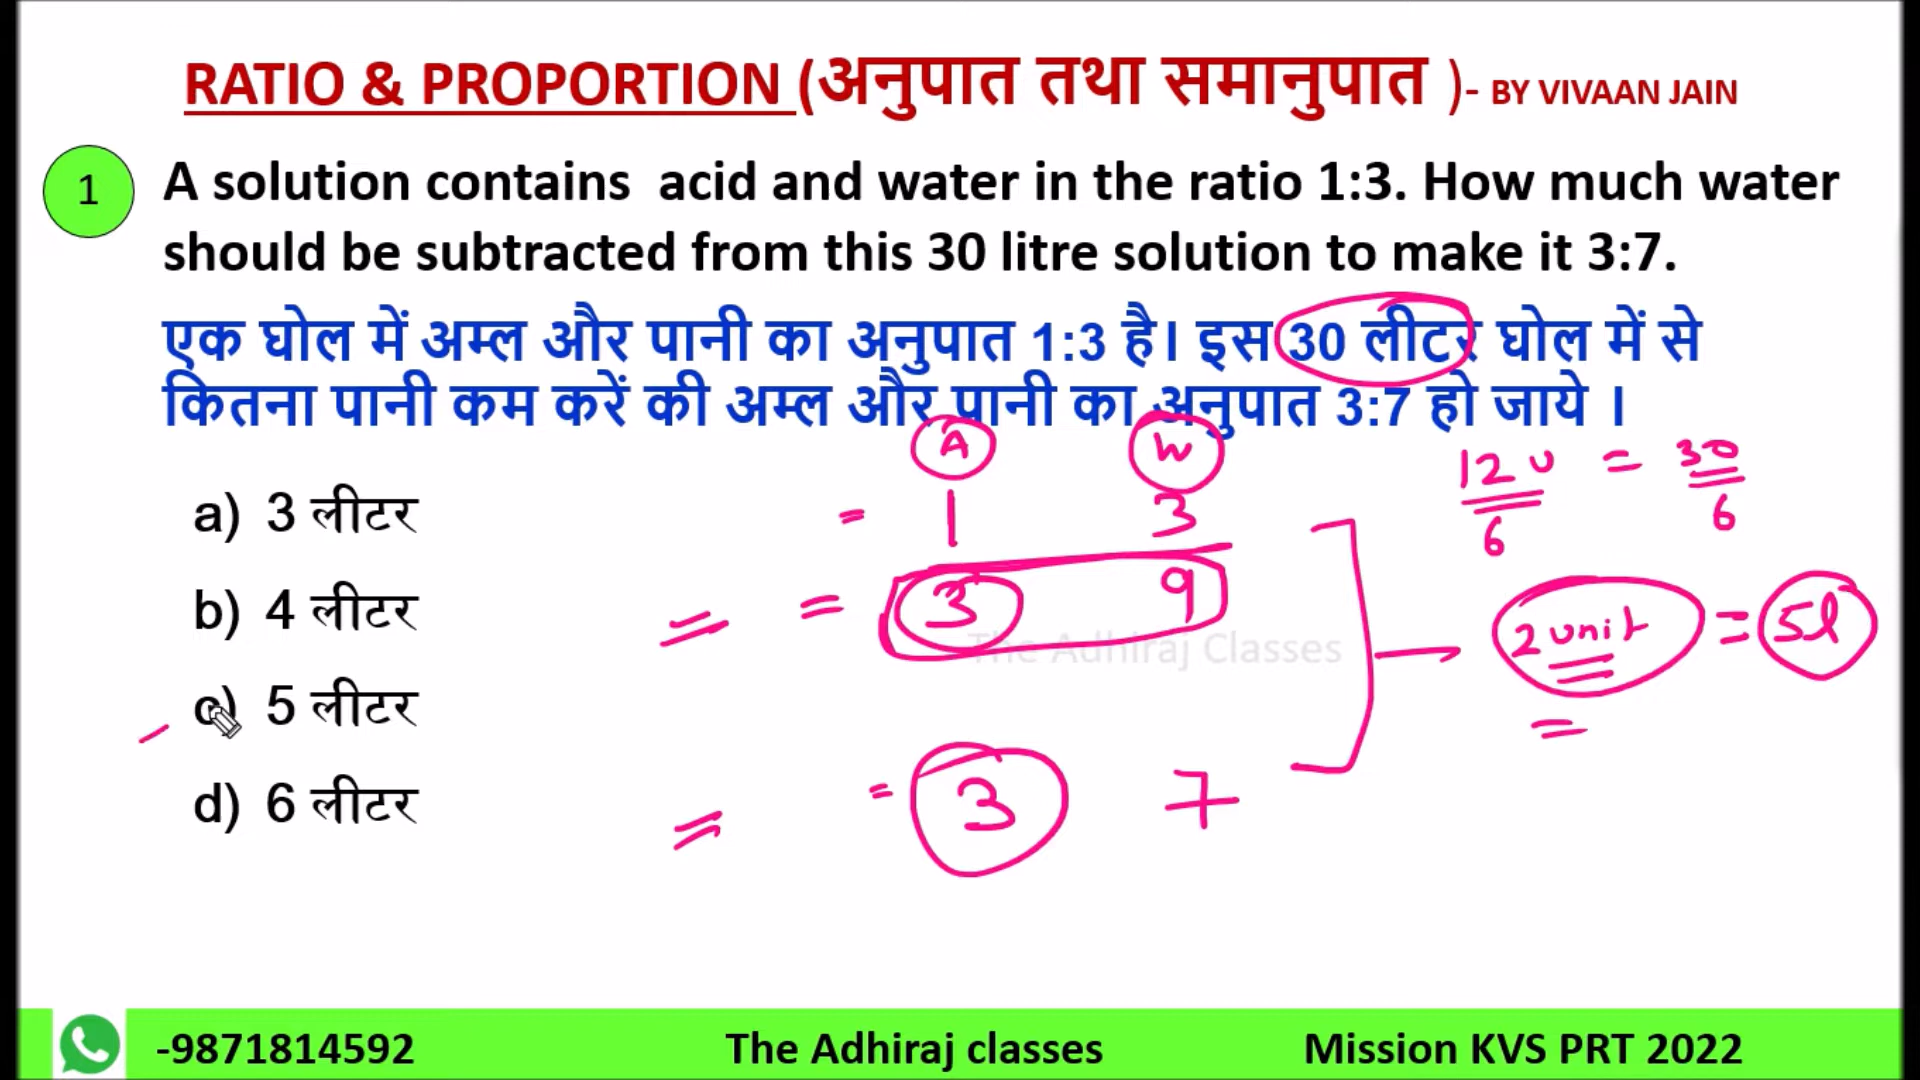 RATIO & PROPORTION (अनुपात तथा समानुपात )- BY VIVAAN JAIN
1 A solution contains acid and water in the ratio 1:3. How much water
should be subtracted from this 30 litre solution to make it 3:7.
एक घोल में अम्ल और पानी का अनुपात 1:3 है। इस 30 लीटर घोल में से
कितना पानी कम करें की अम्ल और पानी का अनुपात 3:7 हो जाये ।
A W
12 U = 30
6 6
a) 3 लीटर
= 1 3
b) 4 लीटर
= = 3 9
2 unit = 5l
The Adhiraj Classes
c) 5 लीटर
=
d) 6 लीटर
= = 3 7
-9871814592 The Adhiraj classes Mission KVS PRT 2022